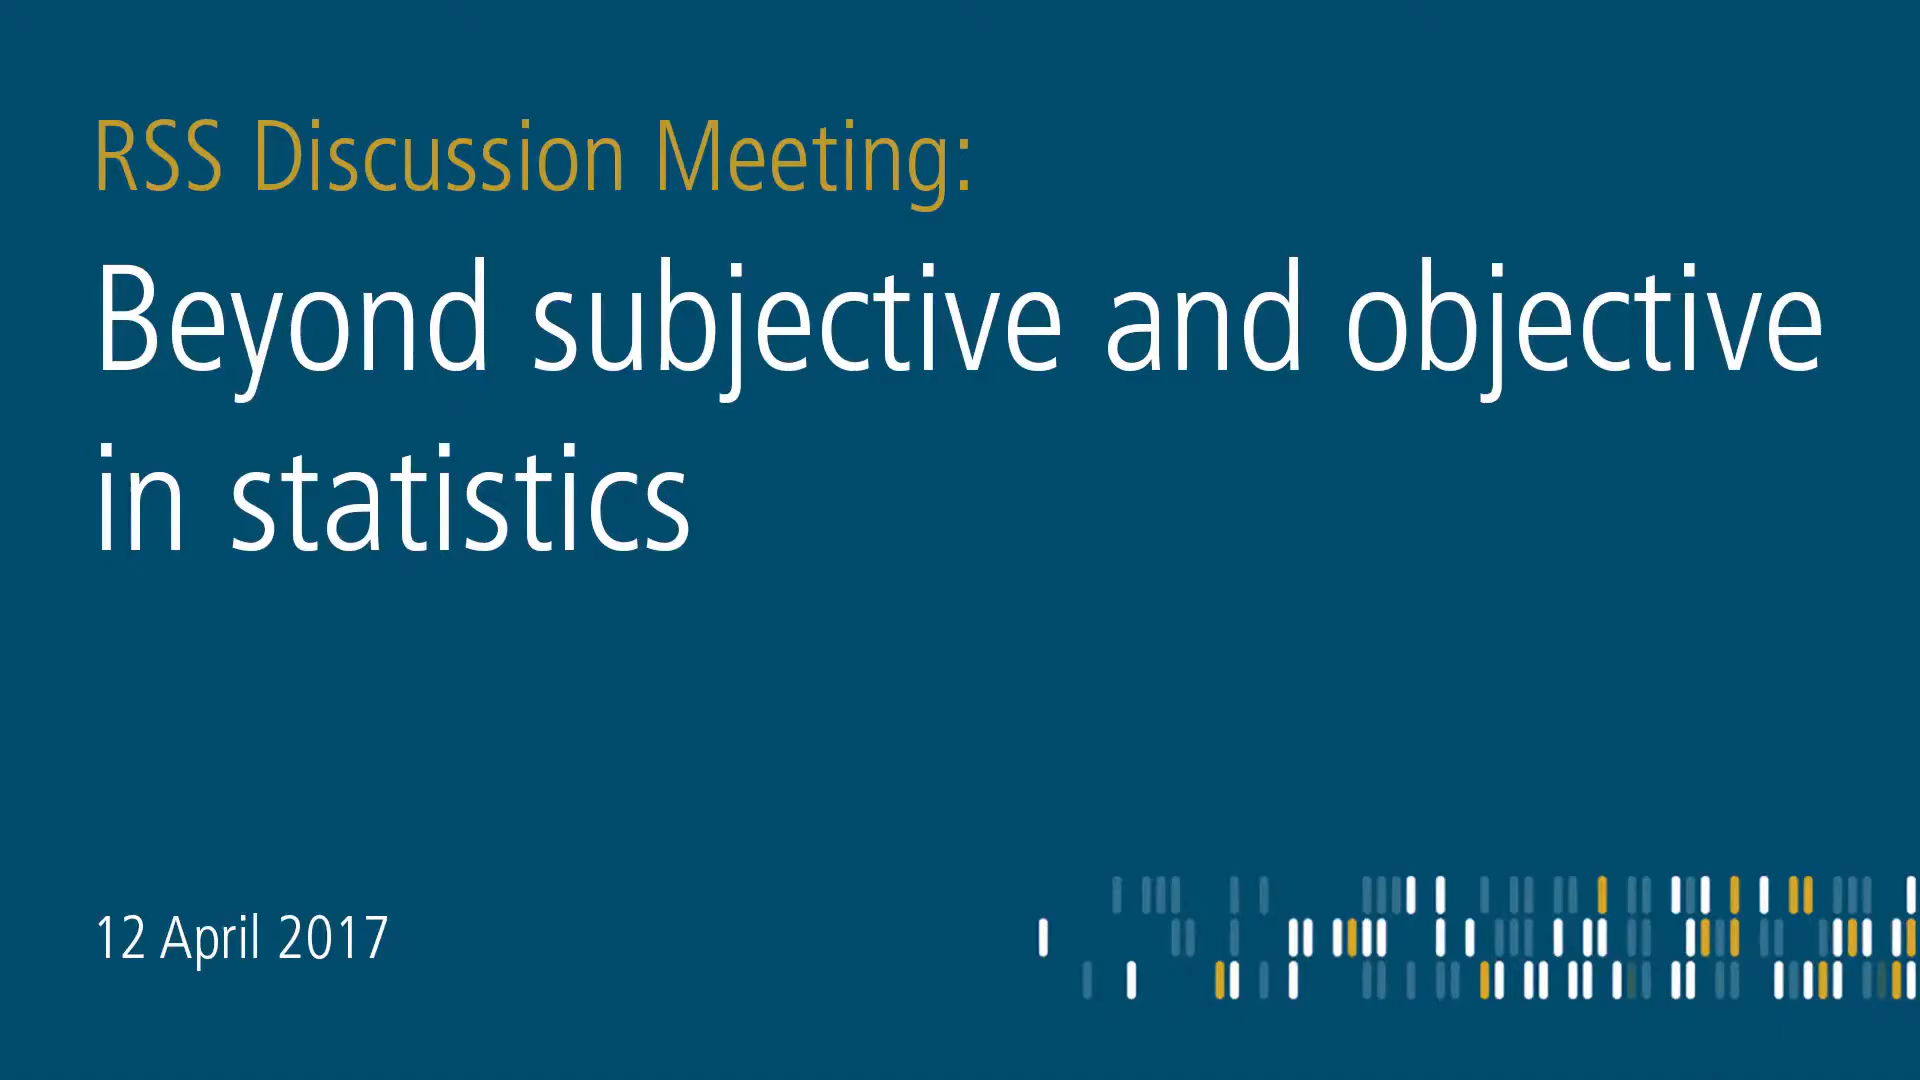 RSS Discussion Meeting:
Beyond subjective and objective
in statistics
12 April 2017